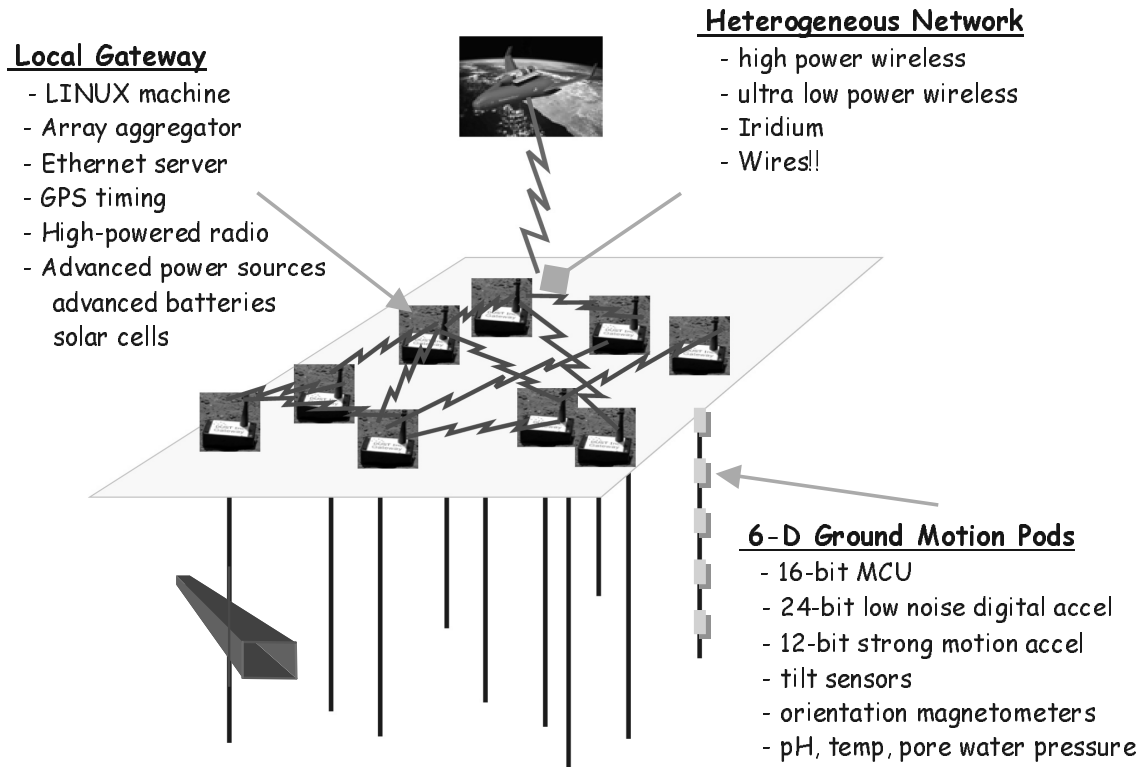 Local Gateway
- LINUX machine
- Array aggregator
- Ethernet server
- GPS timing
- High-powered radio
- Advanced power sources
advanced batteries
solar cells
Heterogeneous Network
- high power wireless
- ultra low power wireless
- Iridium
- Wires!!
6-D Ground Motion Pods
- 16-bit MCU
- 24-bit low noise digital accel
- 12-bit strong motion accel
- tilt sensors
- orientation magnetometers
- pH, temp, pore water pressure